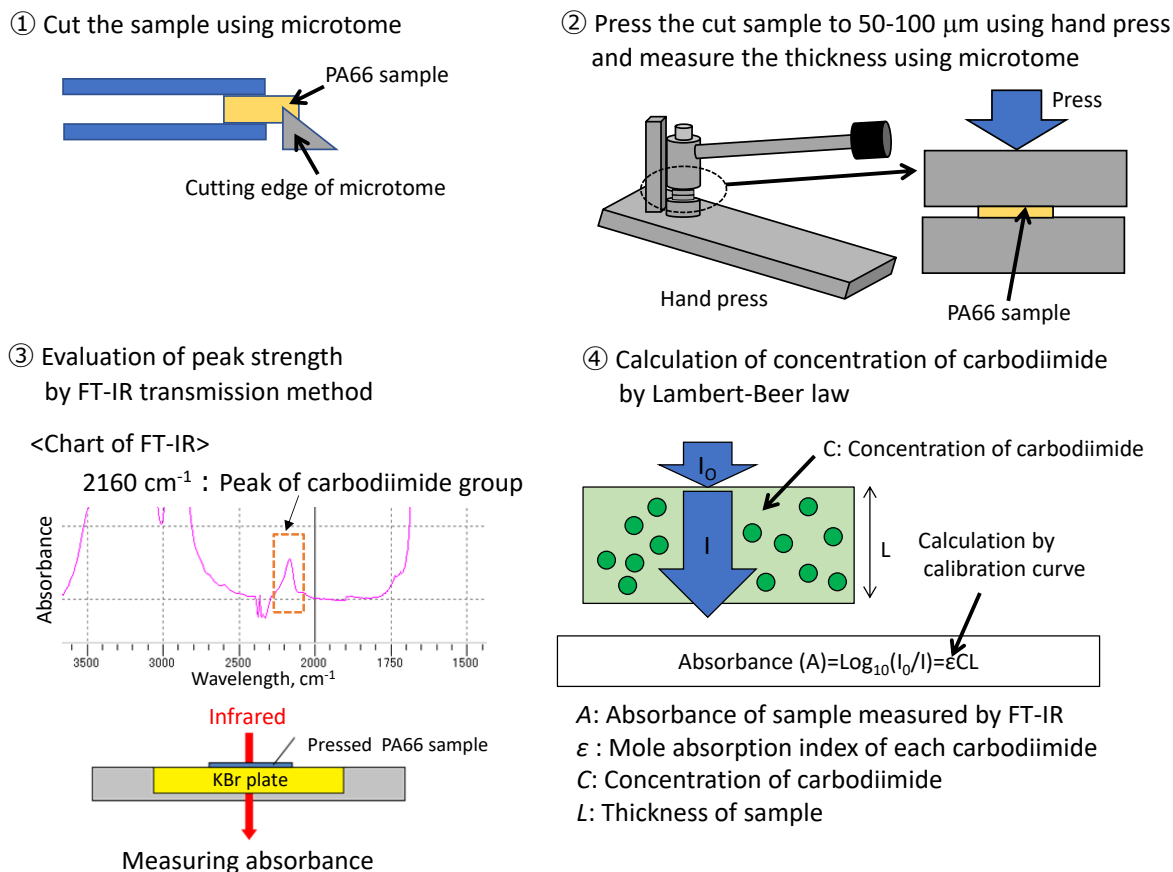 ① Cut the sample using microtome
PA66 sample
Cutting edge of microtome
② Press the cut sample to 50-100 μm using hand press
and measure the thickness using microtome
Press
Hand press
PA66 sample
③ Evaluation of peak strength
by FT-IR transmission method
<Chart of FT-IR>
2160 cm⁻¹ : Peak of carbodiimide group
Absorbance
3500 3000 2500 2000 1750 1500
Wavelength, cm⁻¹
Infrared
Pressed PA66 sample
KBr plate
Measuring absorbance
④ Calculation of concentration of carbodiimide
by Lambert-Beer law
I₀
C: Concentration of carbodiimide
I
L
Calculation by
calibration curve
Absorbance (A)=Log₁₀(I₀/I)=εCL
A: Absorbance of sample measured by FT-IR
ε : Mole absorption index of each carbodiimide
C: Concentration of carbodiimide
L: Thickness of sample